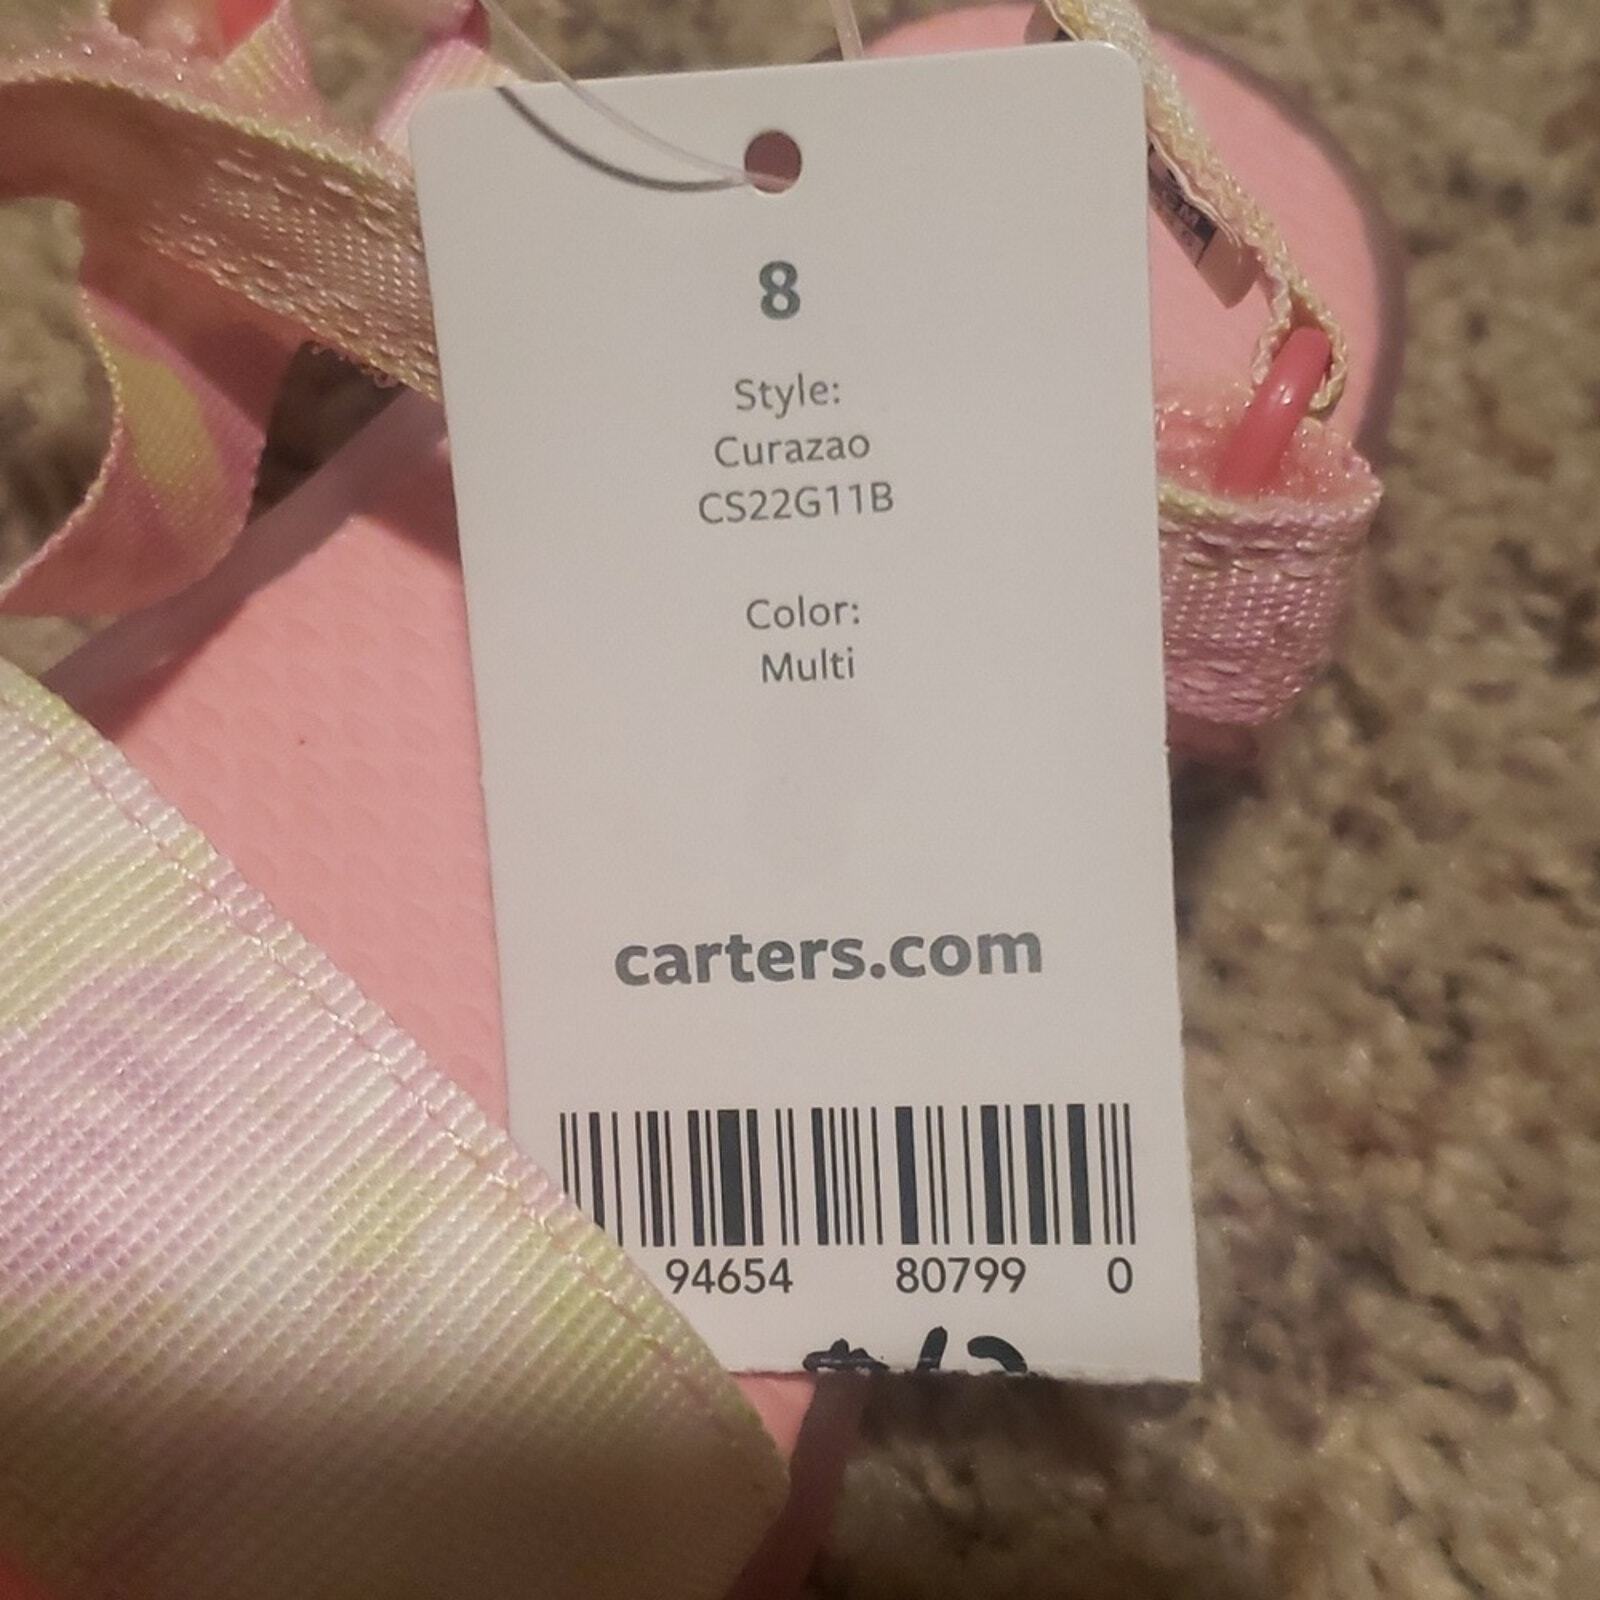 8
Style:
Curazao
CS22G11B
Color:
Multi
carters.com
94654 80799 0